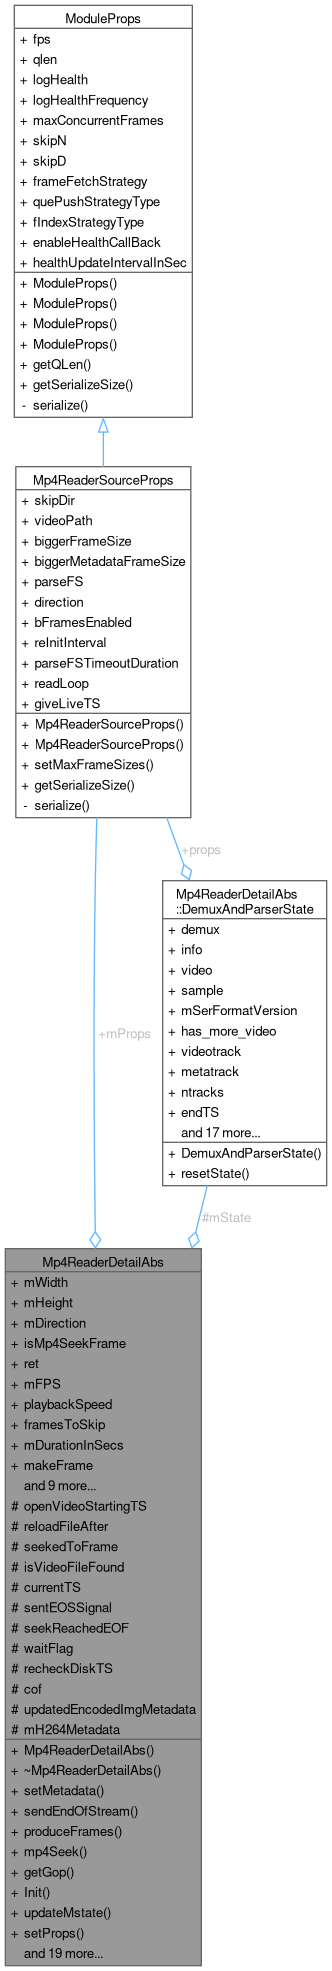 ModuleProps
+ fps
+ qlen
+ logHealth
+ logHealthFrequency
+ maxConcurrentFrames
+ skipN
+ skipD
+ frameFetchStrategy
+ quePushStrategyType
+ fIndexStrategyType
+ enableHealthCallBack
+ healthUpdateIntervalInSec
+ ModuleProps()
+ ModuleProps()
+ ModuleProps()
+ ModuleProps()
+ getQLen()
+ getSerializeSize()
- serialize()
Mp4ReaderSourceProps
+ skipDir
+ videoPath
+ biggerFrameSize
+ biggerMetadataFrameSize
+ parseFS
+ direction
+ bFramesEnabled
+ reInitInterval
+ parseFSTimeoutDuration
+ readLoop
+ giveLiveTS
+ Mp4ReaderSourceProps()
+ Mp4ReaderSourceProps()
+ setMaxFrameSizes()
+ getSerializeSize()
- serialize()
+props
Mp4ReaderDetailAbs
::DemuxAndParserState
+ demux
+ info
+ video
+ sample
+ mSerFormatVersion
+ has_more_video
+ videotrack
+ metatrack
+ ntracks
+ endTS
and 17 more...
+ DemuxAndParserState()
+ resetState()
+mProps
#mState
Mp4ReaderDetailAbs
+ mWidth
+ mHeight
+ mDirection
+ isMp4SeekFrame
+ ret
+ mFPS
+ playbackSpeed
+ framesToSkip
+ mDurationInSecs
+ makeFrame
and 9 more...
# openVideoStartingTS
# reloadFileAfter
# seekedToFrame
# isVideoFileFound
# currentTS
# sentEOSSignal
# seekReachedEOF
# waitFlag
# recheckDiskTS
# cof
# updatedEncodedImgMetadata
# mH264Metadata
+ Mp4ReaderDetailAbs()
+ ~Mp4ReaderDetailAbs()
+ setMetadata()
+ sendEndOfStream()
+ produceFrames()
+ mp4Seek()
+ getGop()
+ Init()
+ updateMstate()
+ setProps()
and 19 more...